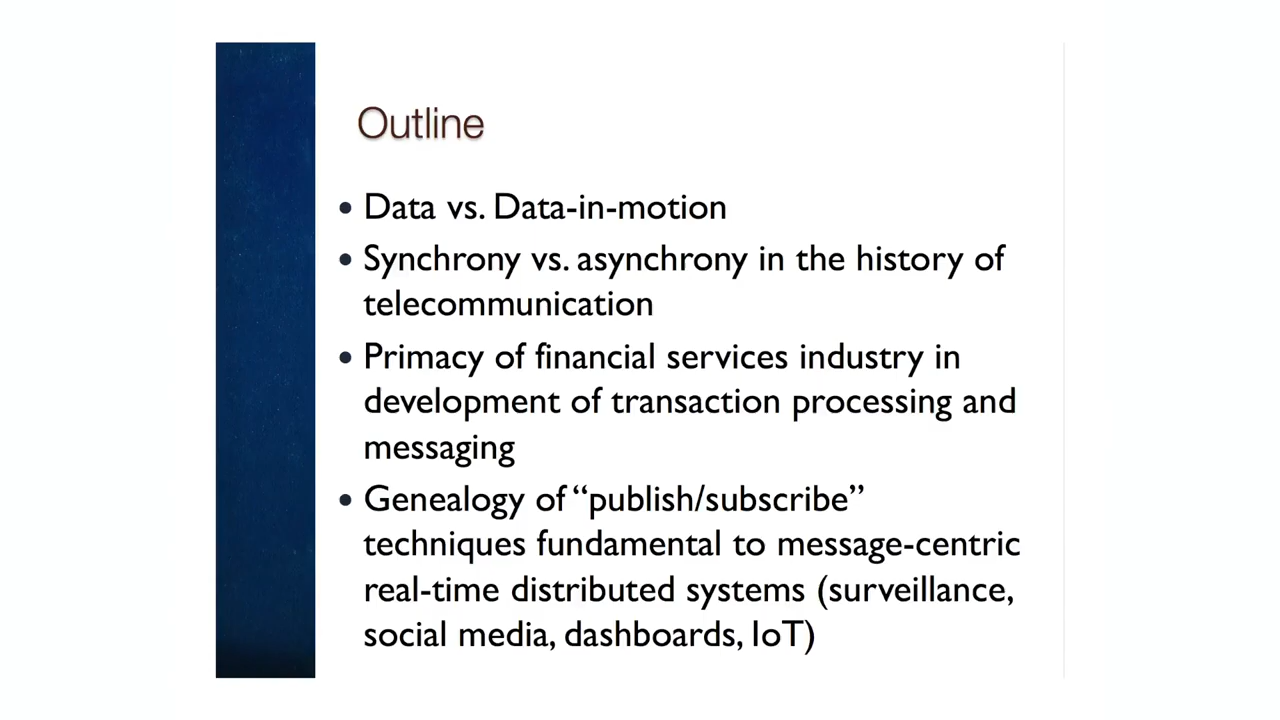 Outline
• Data vs. Data-in-motion
• Synchrony vs. asynchrony in the history of
telecommunication
• Primacy of financial services industry in
development of transaction processing and
messaging
• Genealogy of “publish/subscribe”
techniques fundamental to message-centric
real-time distributed systems (surveillance,
social media, dashboards, IoT)